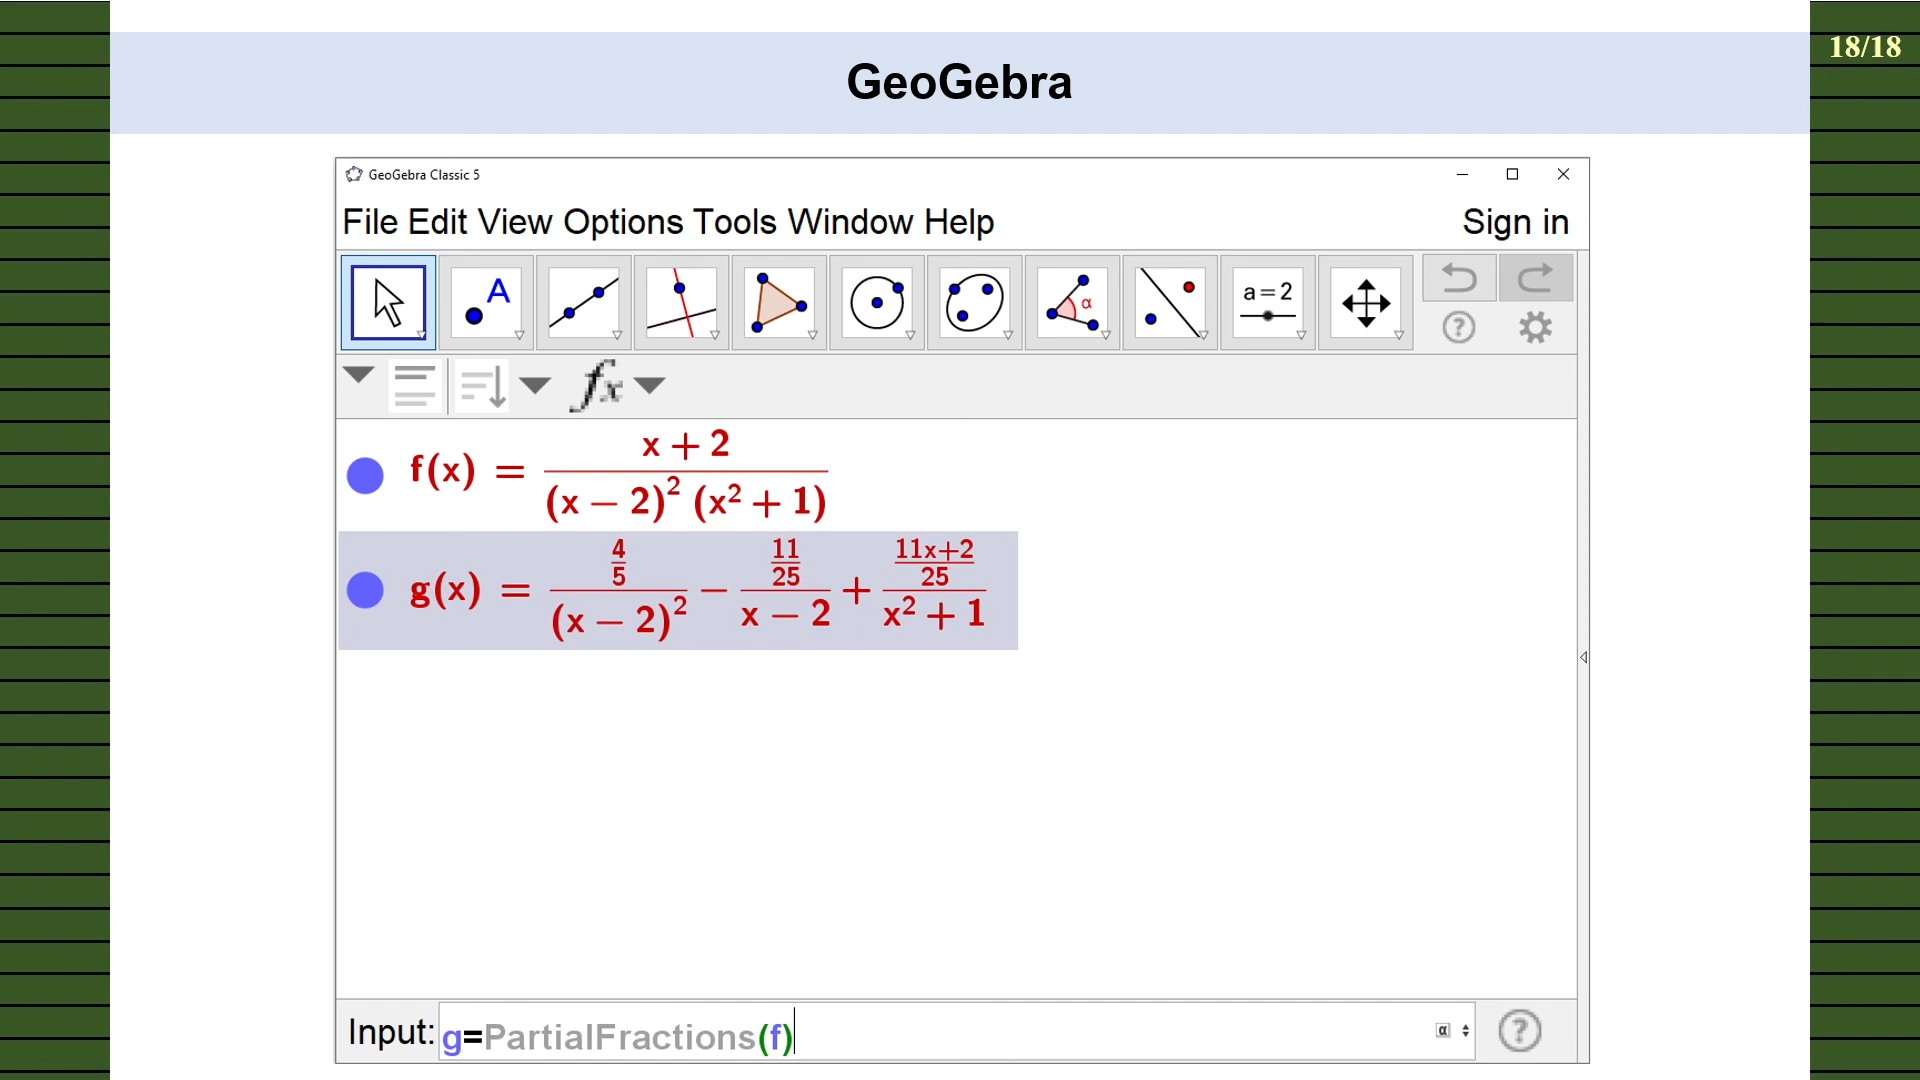 18/18
GeoGebra
GeoGebra Classic 5
File Edit View Options Tools Window Help Sign in
A
α
a = 2
fx
f(x) = (x + 2) / ((x − 2)² (x² + 1))
g(x) = (4/5) / (x − 2)² − (11/25) / (x − 2) + ((11x+2)/25) / (x² + 1)
Input: g=PartialFractions(f) α ?